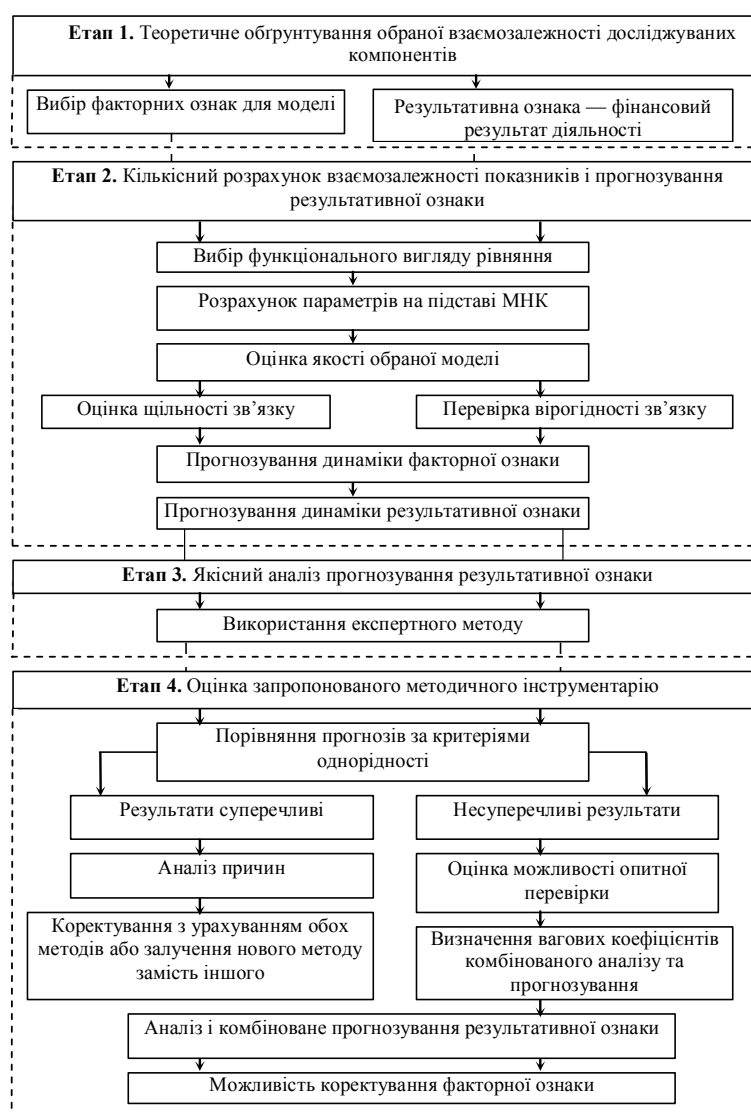 Етап 1. Теоретичне обґрунтування обраної взаємозалежності досліджуваних
компонентів
Вибір факторних ознак для моделі
Результативна ознака — фінансовий
результат діяльності
Етап 2. Кількісний розрахунок взаємозалежності показників і прогнозування
результативної ознаки
Вибір функціонального вигляду рівняння
Розрахунок параметрів на підставі МНК
Оцінка якості обраної моделі
Оцінка щільності зв’язку
Перевірка вірогідності зв’язку
Прогнозування динаміки факторної ознаки
Прогнозування динаміки результативної ознаки
Етап 3. Якісний аналіз прогнозування результативної ознаки
Використання експертного методу
Етап 4. Оцінка запропонованого методичного інструментарію
Порівняння прогнозів за критеріями
однорідності
Результати суперечливі
Несуперечливі результати
Аналіз причин
Оцінка можливості опитної
перевірки
Коректування з урахуванням обох
методів або залучення нового методу
замість іншого
Визначення вагових коефіцієнтів
комбінованого аналізу та
прогнозування
Аналіз і комбіноване прогнозування результативної ознаки
Можливість коректування факторної ознаки